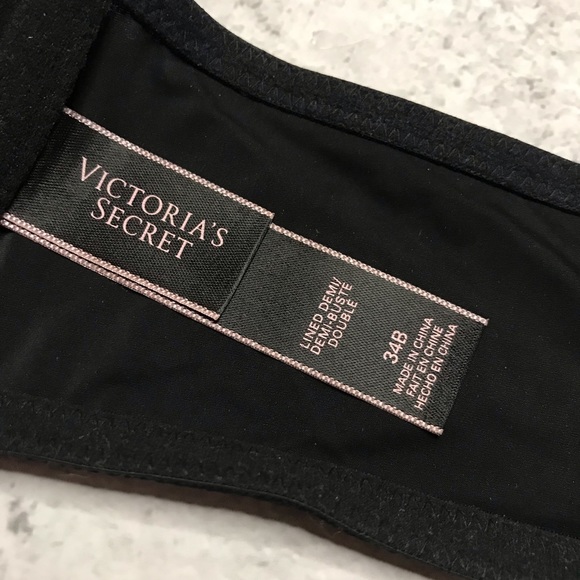 VICTORIA'S
SECRET
LINED DEMI/
DEMI-BUSTE
DOUBLE
34B
MADE IN CHINA
FAIT EN CHINE
HECHO EN CHINA